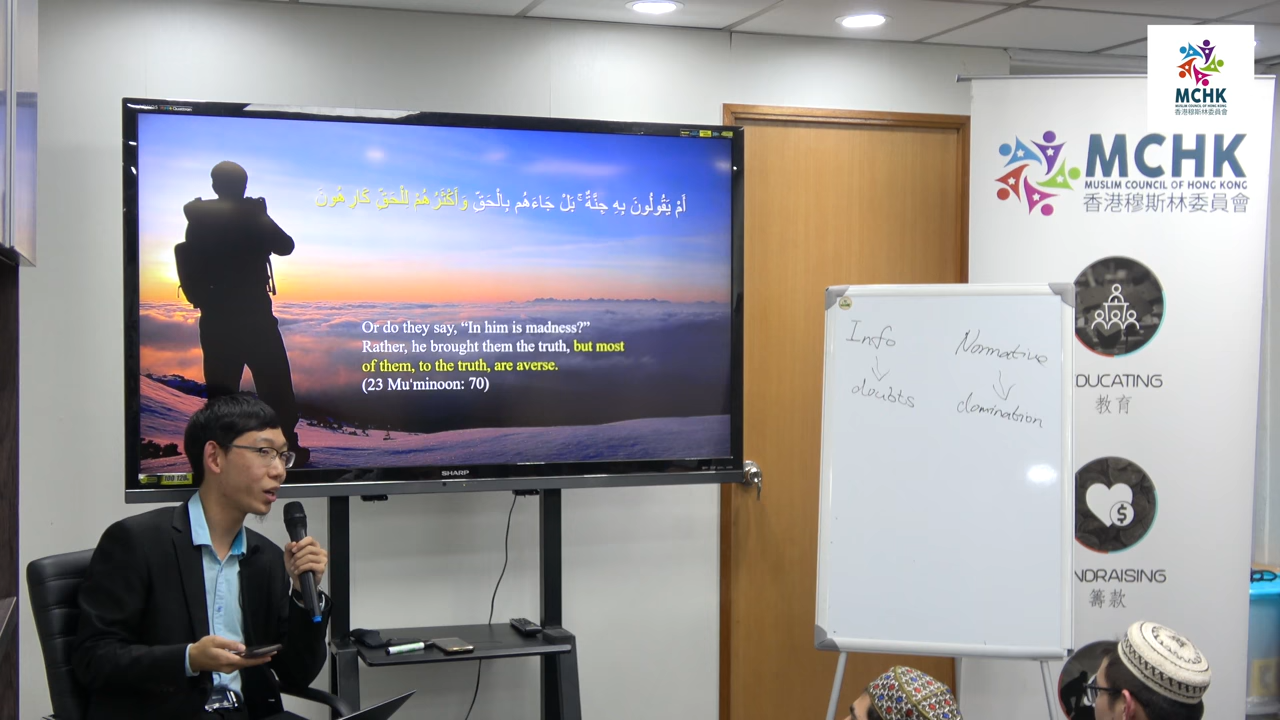 أَمْ يَقُولُونَ بِهِ جِنَّةٌ ۚ بَلْ جَاءَهُم بِالْحَقِّ وَأَكْثَرُهُمْ لِلْحَقِّ كَارِهُونَ
Or do they say, “In him is madness?”
Rather, he brought them the truth, but most
of them, to the truth, are averse.
(23 Mu'minoon: 70)
SHARP
Info
doubts
Normative
domination
MCHK
MUSLIM COUNCIL OF HONG KONG
香港穆斯林委員會
MCHK
MUSLIM COUNCIL OF HONG KONG
香港穆斯林委員會
DUCATING
教育
NDRAISING
籌款